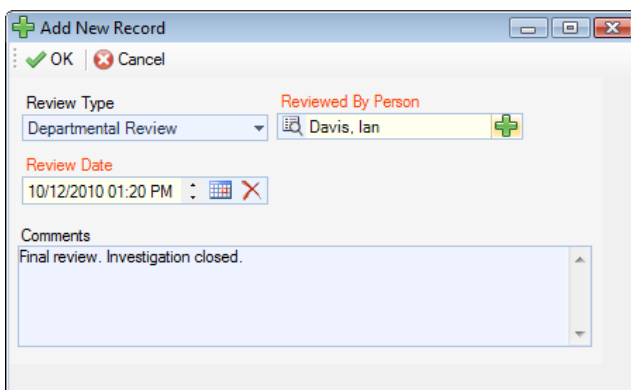 Add New Record
OK Cancel
Review Type Reviewed By Person
Departmental Review Davis, Ian
Review Date
10/12/2010 01:20 PM
Comments
Final review. Investigation closed.